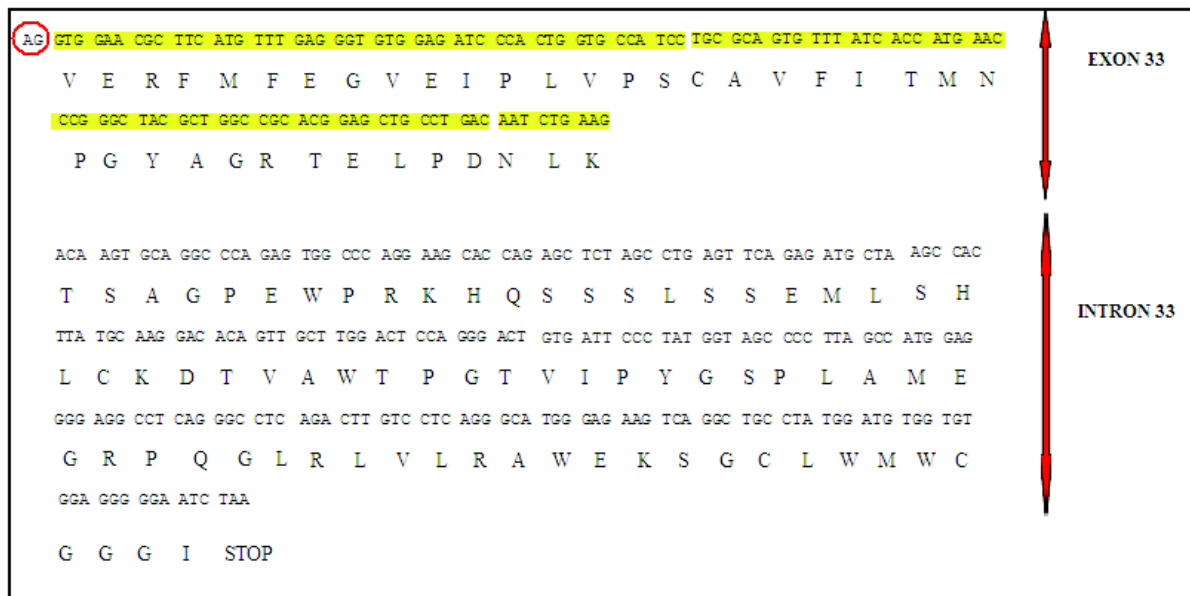 AG GTG GAA CGC TTC ATG TTT GAG GGT GTG GAG ATC CCA CTG GTG CCA TCC TGC GCA GTG TTT ATC ACC ATG AAC
EXON 33
V E R F M F E G V E I P L V P S C A V F I T M N
CCG GGC TAC GCT GGC CGC ACG GAG CTG CCT GAC AAT CTG AAG
P G Y A G R T E L P D N L K
ACA AGT GCA GGC CCA GAG TGG CCC AGG AAG CAC CAG AGC TCT AGC CTG AGT TCA GAG ATG CTA AGC CAC
T S A G P E W P R K H Q S S S L S S E M L S H
INTRON 33
TTA TGC AAG GAC ACA GTT GCT TGG ACT CCA GGG ACT GTG ATT CCC TAT GGT AGC CCC TTA GCC ATG GAG
L C K D T V A W T P G T V I P Y G S P L A M E
GGG AGG CCT CAG GGC CTC AGA CTT GTC CTC AGG GCA TGG GAG AAG TCA GGC TGC CTA TGG ATG TGG TGT
G R P Q G L R L V L R A W E K S G C L W M W C
GGA GGG GGA ATC TAA
G G G I STOP